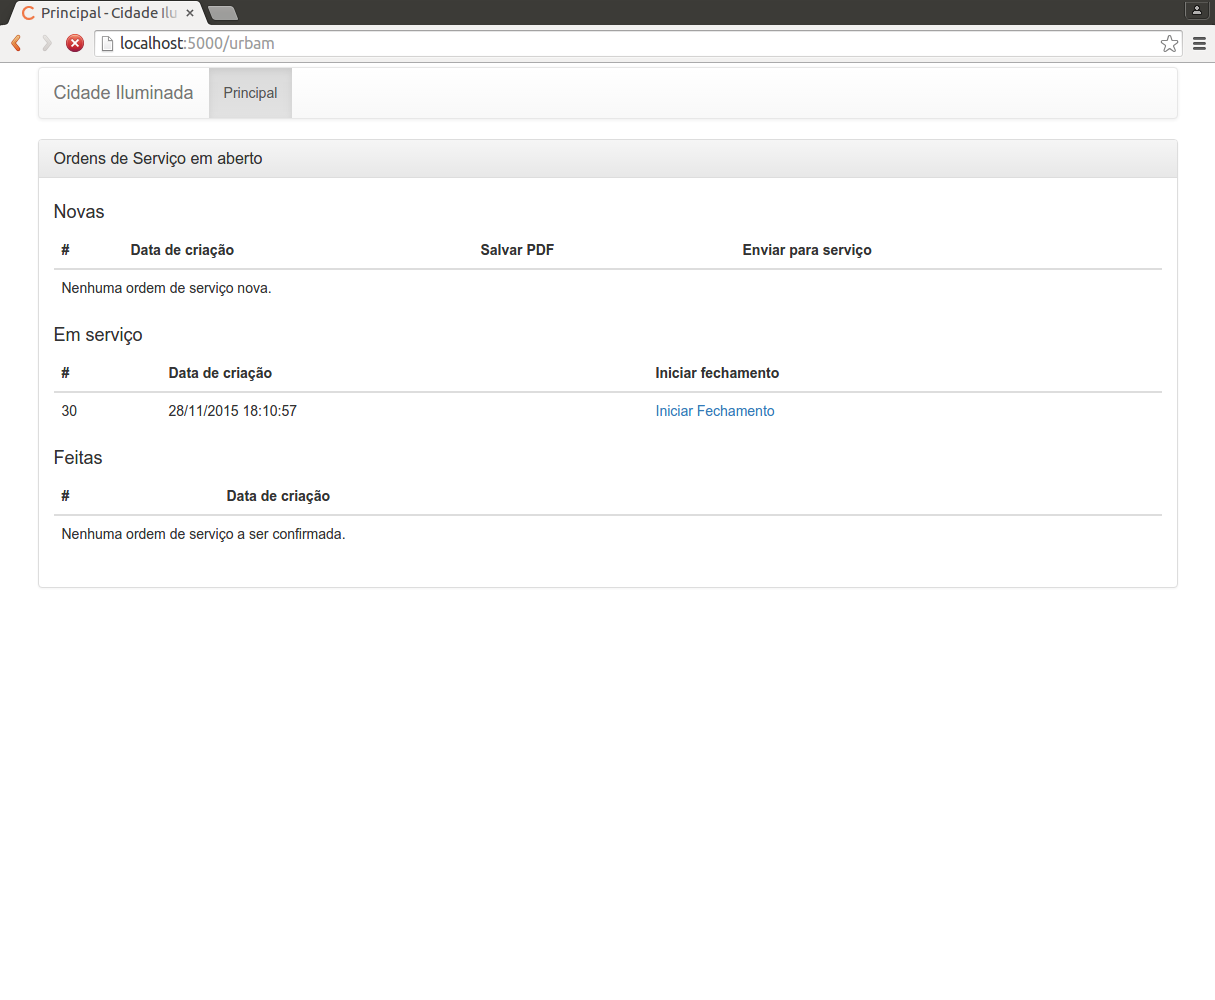 Principal - Cidade Ilu
localhost:5000/urbam
Cidade Iluminada Principal
Ordens de Serviço em aberto
Novas
# Data de criação Salvar PDF Enviar para serviço
Nenhuma ordem de serviço nova.
Em serviço
# Data de criação Iniciar fechamento
30 28/11/2015 18:10:57 Iniciar Fechamento
Feitas
# Data de criação
Nenhuma ordem de serviço a ser confirmada.